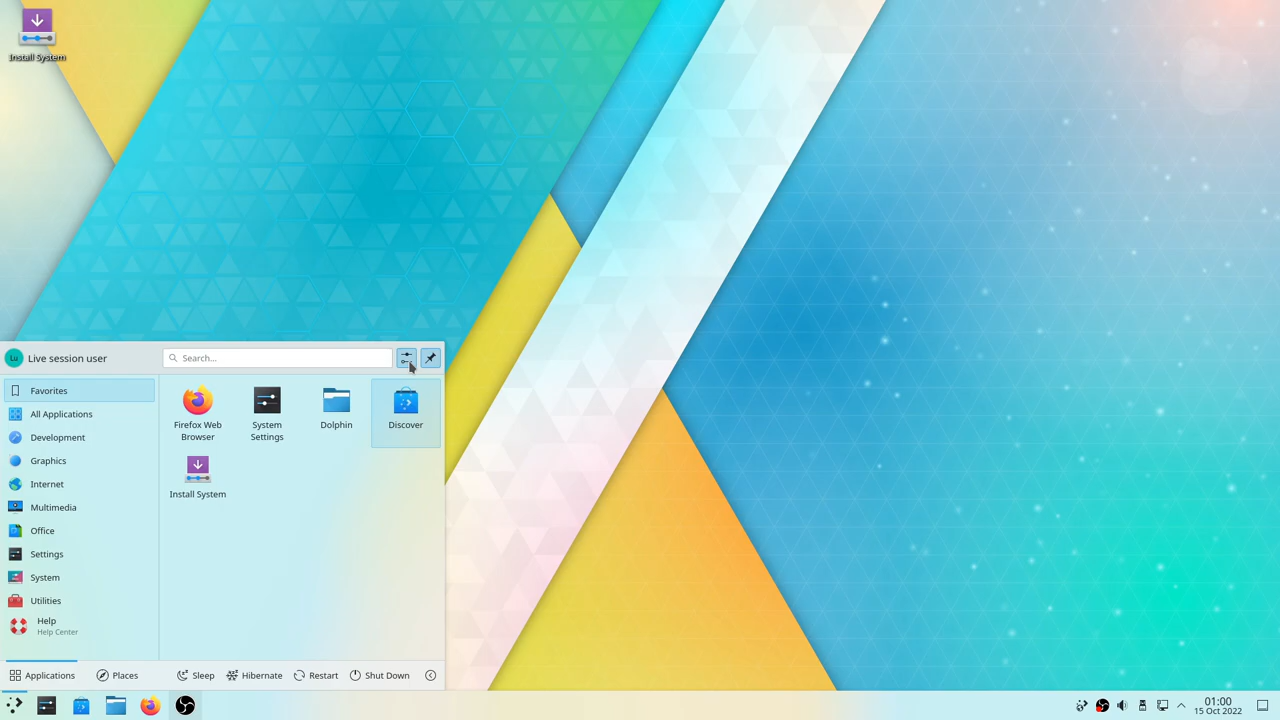 Install System
Lu
Live session user
Search...
Favorites
All Applications
Development
Graphics
Internet
Multimedia
Office
Settings
System
Utilities
Help
Help Center
Firefox Web
Browser
System
Settings
Dolphin
Discover
Install System
Applications
Places
Sleep
Hibernate
Restart
Shut Down
01:00
15 Oct 2022